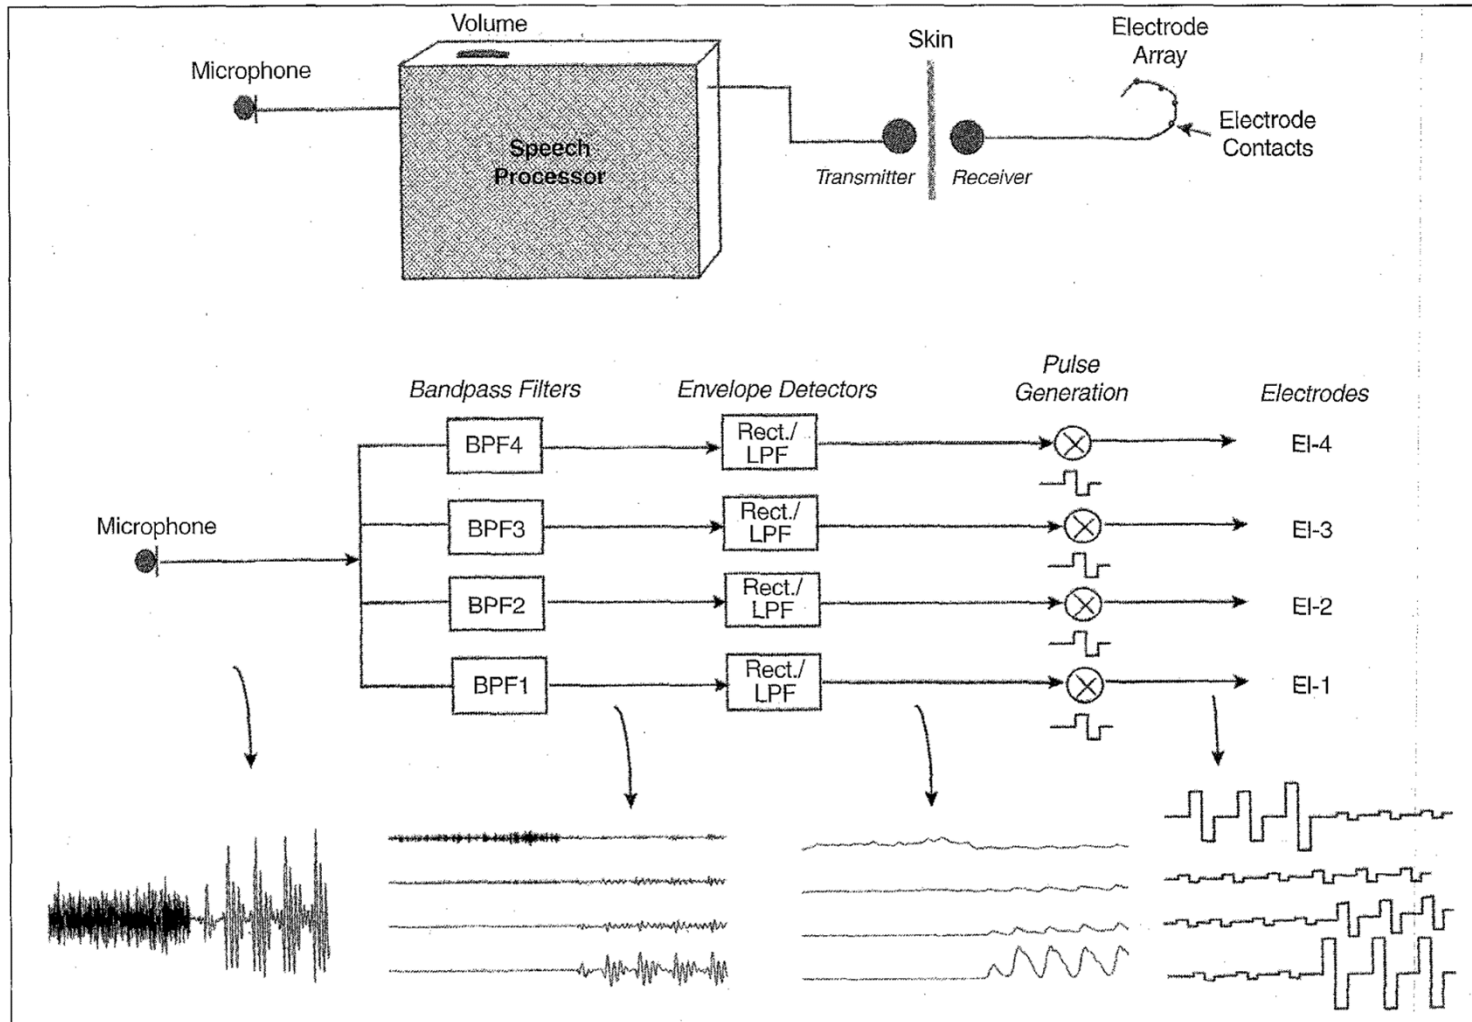 Volume
Microphone
Speech
Processor
Skin
Transmitter
Receiver
Electrode
Array
Electrode
Contacts
Bandpass Filters
Envelope Detectors
Pulse
Generation
Electrodes
BPF4
Rect./
LPF
El-4
Microphone
BPF3
Rect./
LPF
El-3
BPF2
Rect./
LPF
El-2
BPF1
Rect./
LPF
El-1